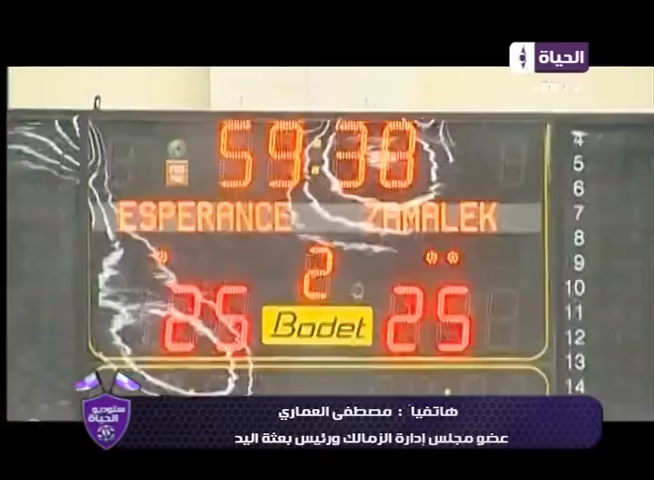 الحياة
59:38
ESPERANCE ZAMALEK
2
25 Bodet 25
4
5
6
7
8
9
10
11
12
13
14
ستوديو
الحياة
هاتفيا : مصطفى العماري
عضو مجلس إدارة الزمالك ورئيس بعثة اليد